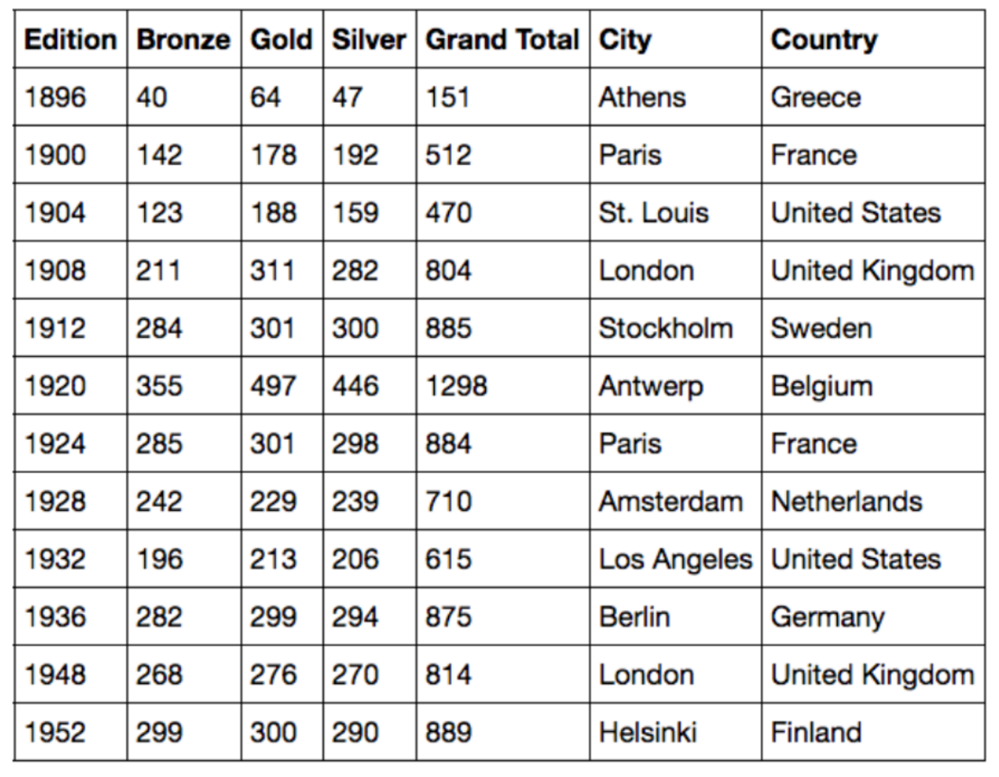 Edition Bronze Gold Silver Grand Total City Country
1896 40 64 47 151 Athens Greece
1900 142 178 192 512 Paris France
1904 123 188 159 470 St. Louis United States
1908 211 311 282 804 London United Kingdom
1912 284 301 300 885 Stockholm Sweden
1920 355 497 446 1298 Antwerp Belgium
1924 285 301 298 884 Paris France
1928 242 229 239 710 Amsterdam Netherlands
1932 196 213 206 615 Los Angeles United States
1936 282 299 294 875 Berlin Germany
1948 268 276 270 814 London United Kingdom
1952 299 300 290 889 Helsinki Finland